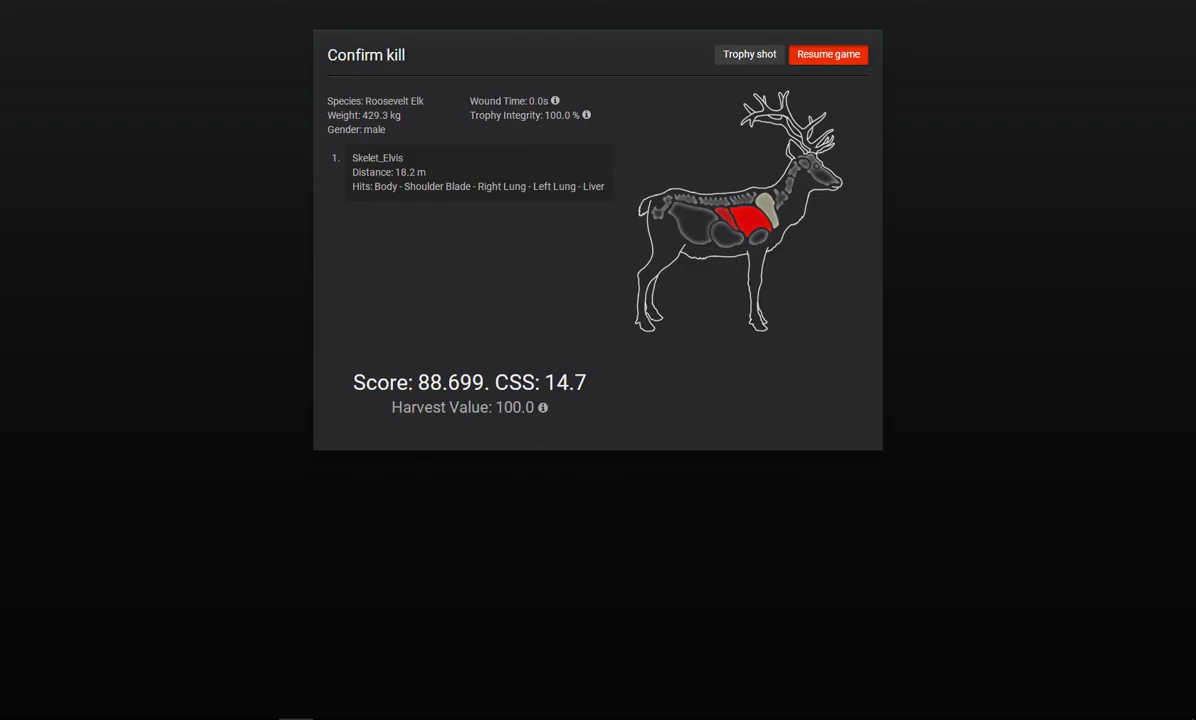 Confirm kill
Trophy shot
Resume game
Species: Roosevelt Elk
Weight: 429.3 kg
Gender: male
Wound Time: 0.0s
Trophy Integrity: 100.0 %
1.
Skelet_Elvis
Distance: 18.2 m
Hits: Body - Shoulder Blade - Right Lung - Left Lung - Liver
Score: 88.699. CSS: 14.7
Harvest Value: 100.0